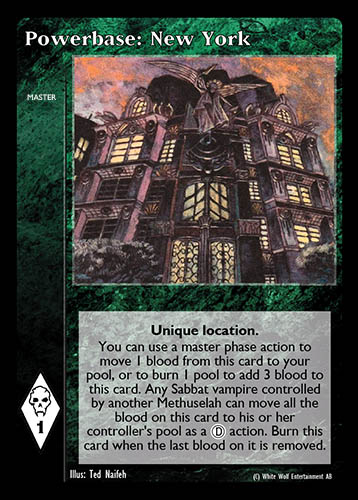 Powerbase: New York
MASTER
Unique location.
You can use a master phase action to
move 1 blood from this card to your
pool, or to burn 1 pool to add 3 blood to
this card. Any Sabbat vampire controlled
by another Methuselah can move all the
blood on this card to his or her
controller's pool as a Ⓓ action. Burn this
card when the last blood on it is removed.
1
Illus: Ted Naifeh
(C) White Wolf Entertainment AB